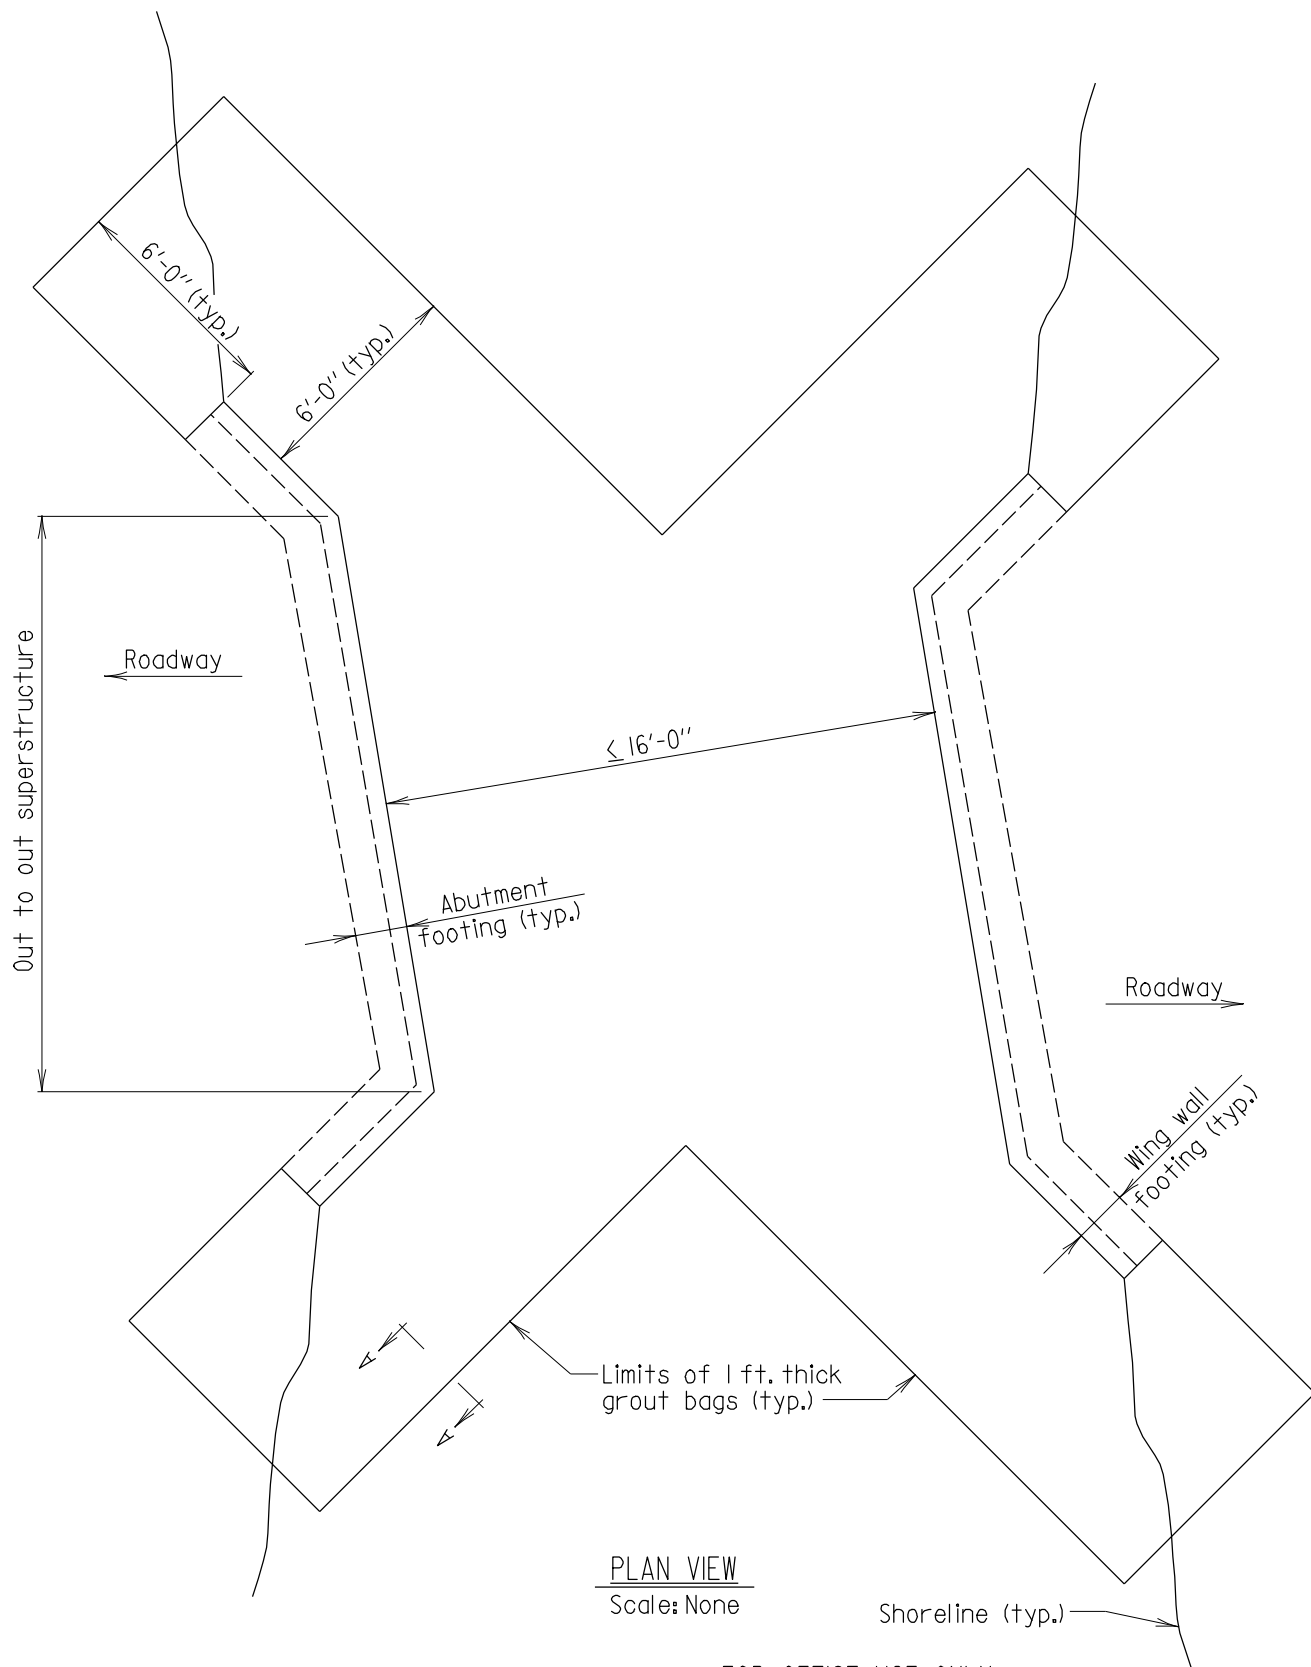 6'-0" (typ.)
6'-0" (typ.)
Out to out superstructure
Roadway
≤ 16'-0"
Abutment
footing (typ.)
Roadway
Wing wall
footing (typ.)
A
A
Limits of 1 ft. thick
grout bags (typ.)
PLAN VIEW
Scale: None
Shoreline (typ.)